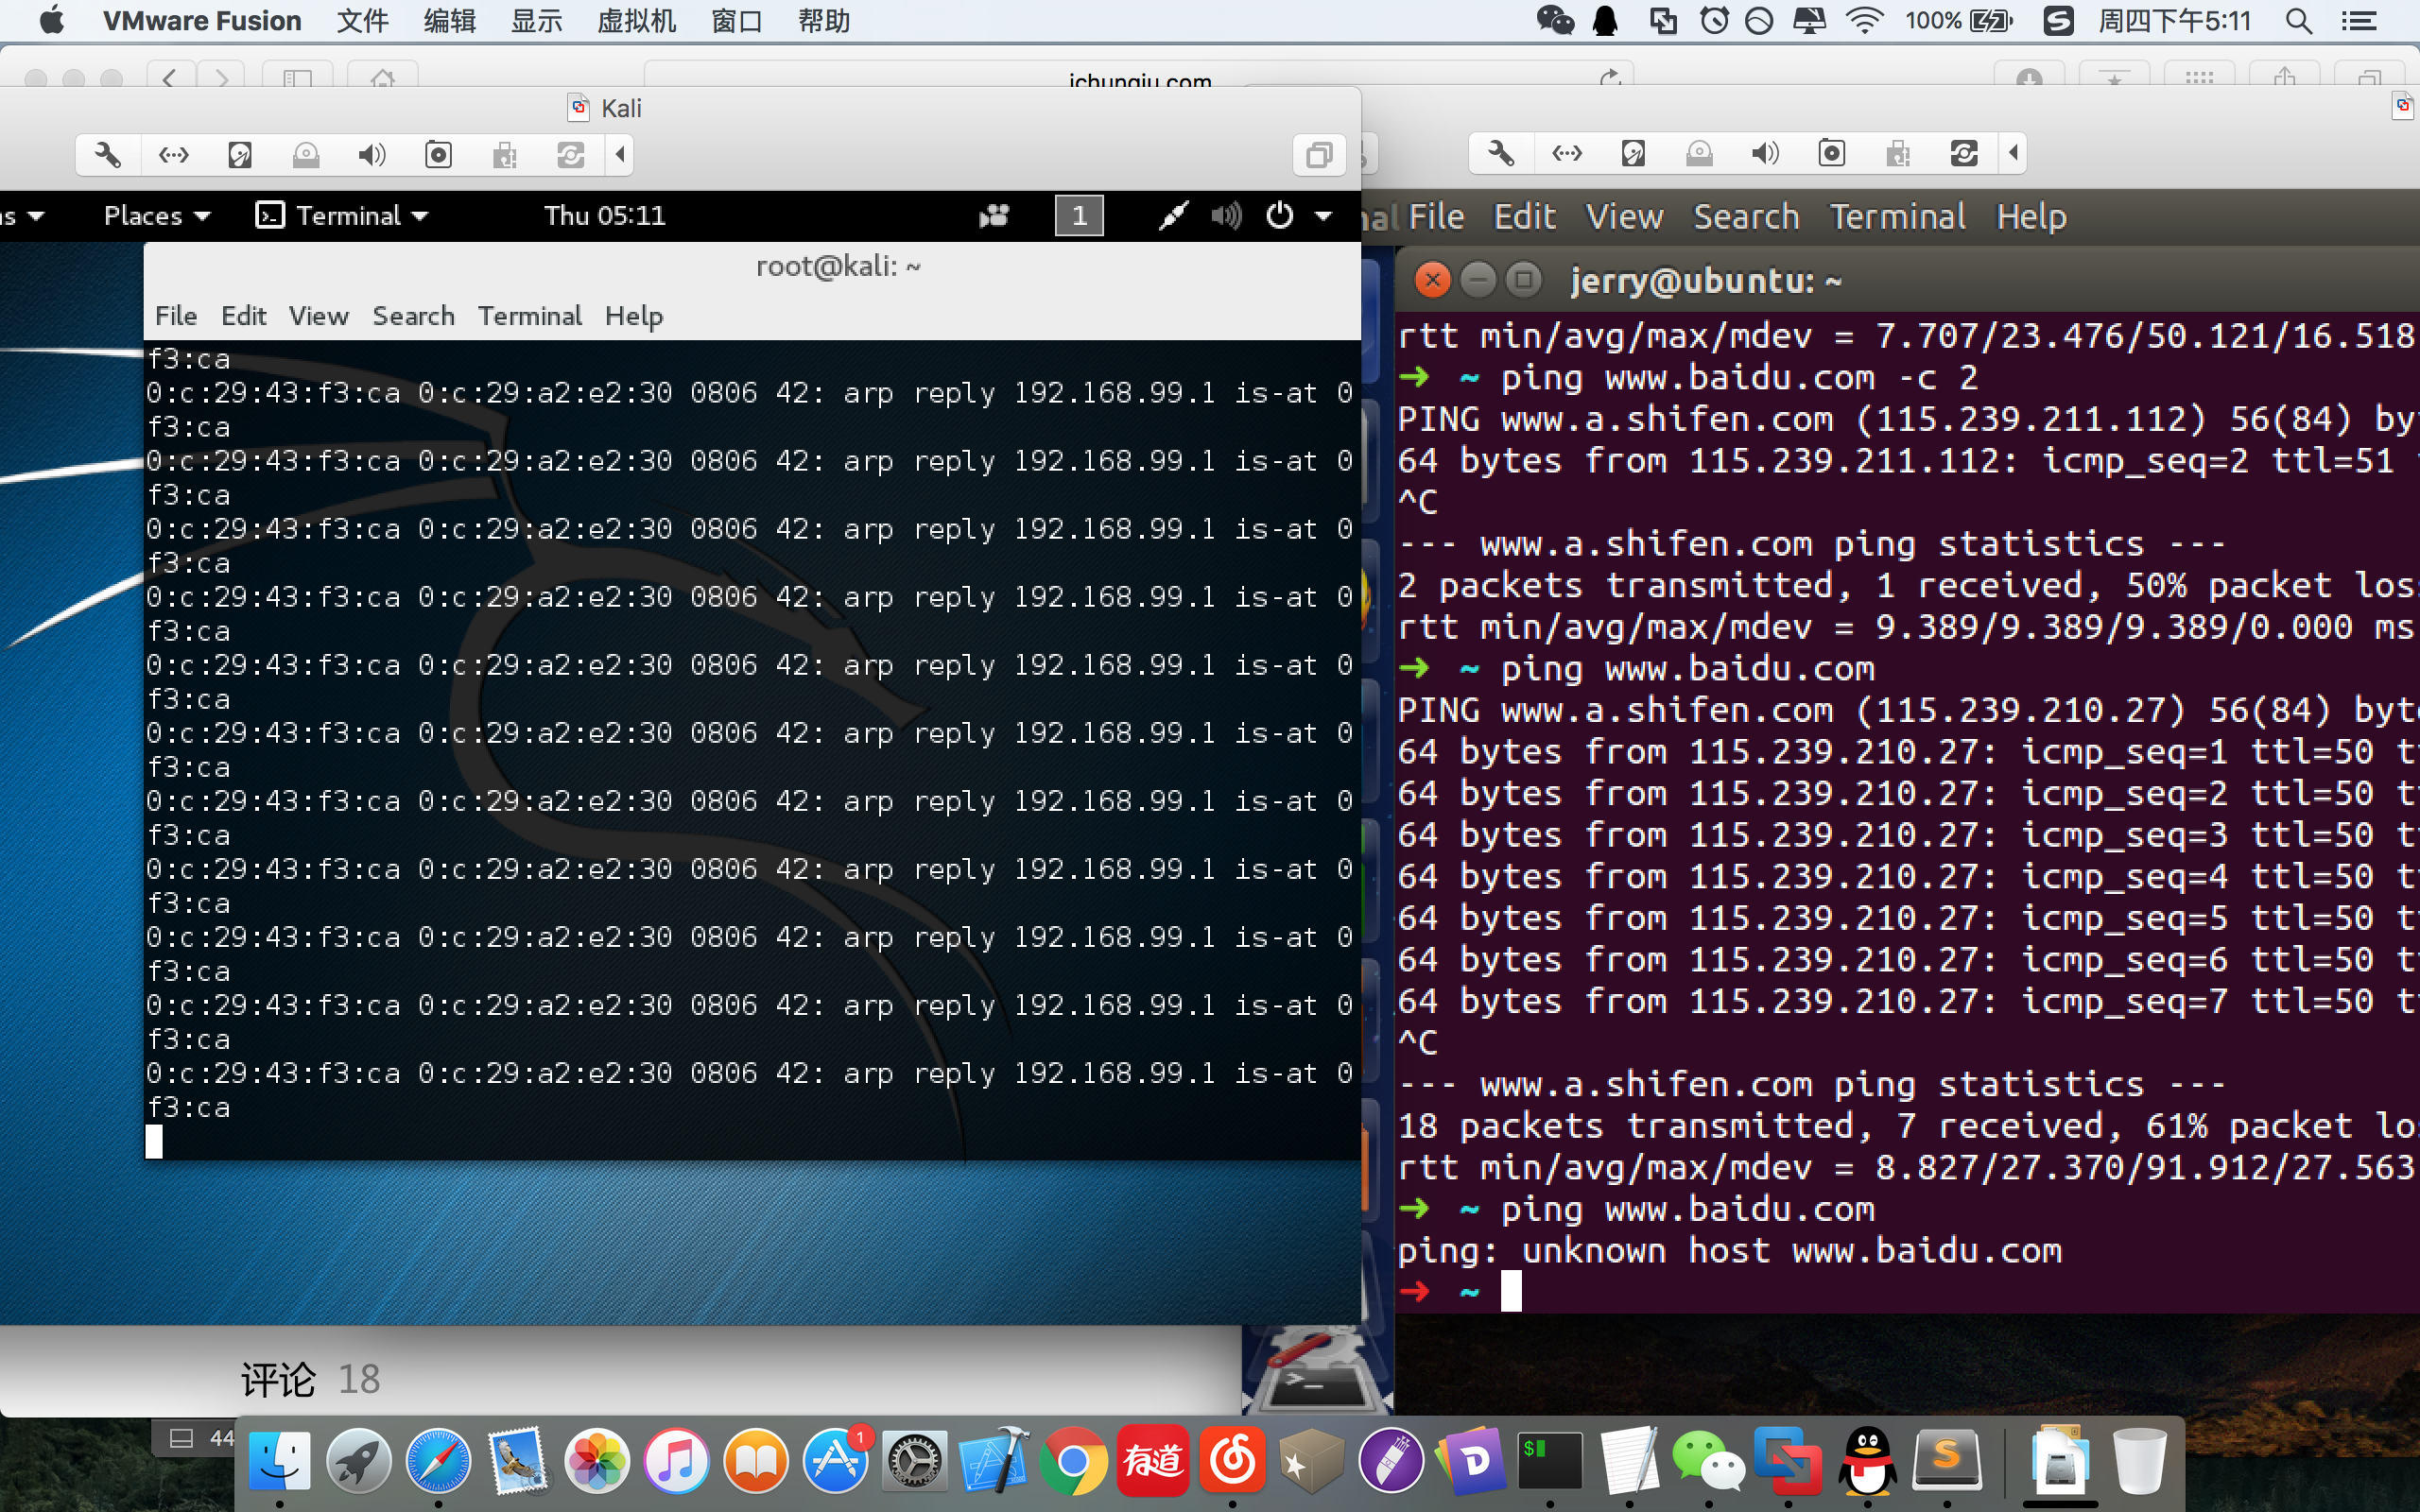 VMware Fusion 文件 编辑 显示 虚拟机 窗口 帮助 100% 周四下午5:11
ichunqiu.com
Kali
Places Terminal Thu 05:11 1
root@kali: ~
File Edit View Search Terminal Help
f3:ca
0:c:29:43:f3:ca 0:c:29:a2:e2:30 0806 42: arp reply 192.168.99.1 is-at 0
f3:ca
0:c:29:43:f3:ca 0:c:29:a2:e2:30 0806 42: arp reply 192.168.99.1 is-at 0
f3:ca
0:c:29:43:f3:ca 0:c:29:a2:e2:30 0806 42: arp reply 192.168.99.1 is-at 0
f3:ca
0:c:29:43:f3:ca 0:c:29:a2:e2:30 0806 42: arp reply 192.168.99.1 is-at 0
f3:ca
0:c:29:43:f3:ca 0:c:29:a2:e2:30 0806 42: arp reply 192.168.99.1 is-at 0
f3:ca
0:c:29:43:f3:ca 0:c:29:a2:e2:30 0806 42: arp reply 192.168.99.1 is-at 0
f3:ca
0:c:29:43:f3:ca 0:c:29:a2:e2:30 0806 42: arp reply 192.168.99.1 is-at 0
f3:ca
0:c:29:43:f3:ca 0:c:29:a2:e2:30 0806 42: arp reply 192.168.99.1 is-at 0
f3:ca
0:c:29:43:f3:ca 0:c:29:a2:e2:30 0806 42: arp reply 192.168.99.1 is-at 0
f3:ca
0:c:29:43:f3:ca 0:c:29:a2:e2:30 0806 42: arp reply 192.168.99.1 is-at 0
f3:ca
0:c:29:43:f3:ca 0:c:29:a2:e2:30 0806 42: arp reply 192.168.99.1 is-at 0
f3:ca
File Edit View Search Terminal Help
jerry@ubuntu: ~
rtt min/avg/max/mdev = 7.707/23.476/50.121/16.518
➜ ~ ping www.baidu.com -c 2
PING www.a.shifen.com (115.239.211.112) 56(84) by
64 bytes from 115.239.211.112: icmp_seq=2 ttl=51
^C
--- www.a.shifen.com ping statistics ---
2 packets transmitted, 1 received, 50% packet los
rtt min/avg/max/mdev = 9.389/9.389/9.389/0.000 ms
➜ ~ ping www.baidu.com
PING www.a.shifen.com (115.239.210.27) 56(84) byt
64 bytes from 115.239.210.27: icmp_seq=1 ttl=50 t
64 bytes from 115.239.210.27: icmp_seq=2 ttl=50 t
64 bytes from 115.239.210.27: icmp_seq=3 ttl=50 t
64 bytes from 115.239.210.27: icmp_seq=4 ttl=50 t
64 bytes from 115.239.210.27: icmp_seq=5 ttl=50 t
64 bytes from 115.239.210.27: icmp_seq=6 ttl=50 t
64 bytes from 115.239.210.27: icmp_seq=7 ttl=50 t
^C
--- www.a.shifen.com ping statistics ---
18 packets transmitted, 7 received, 61% packet lo
rtt min/avg/max/mdev = 8.827/27.370/91.912/27.563
➜ ~ ping www.baidu.com
ping: unknown host www.baidu.com
➜ ~
评论 18
44
1
有道